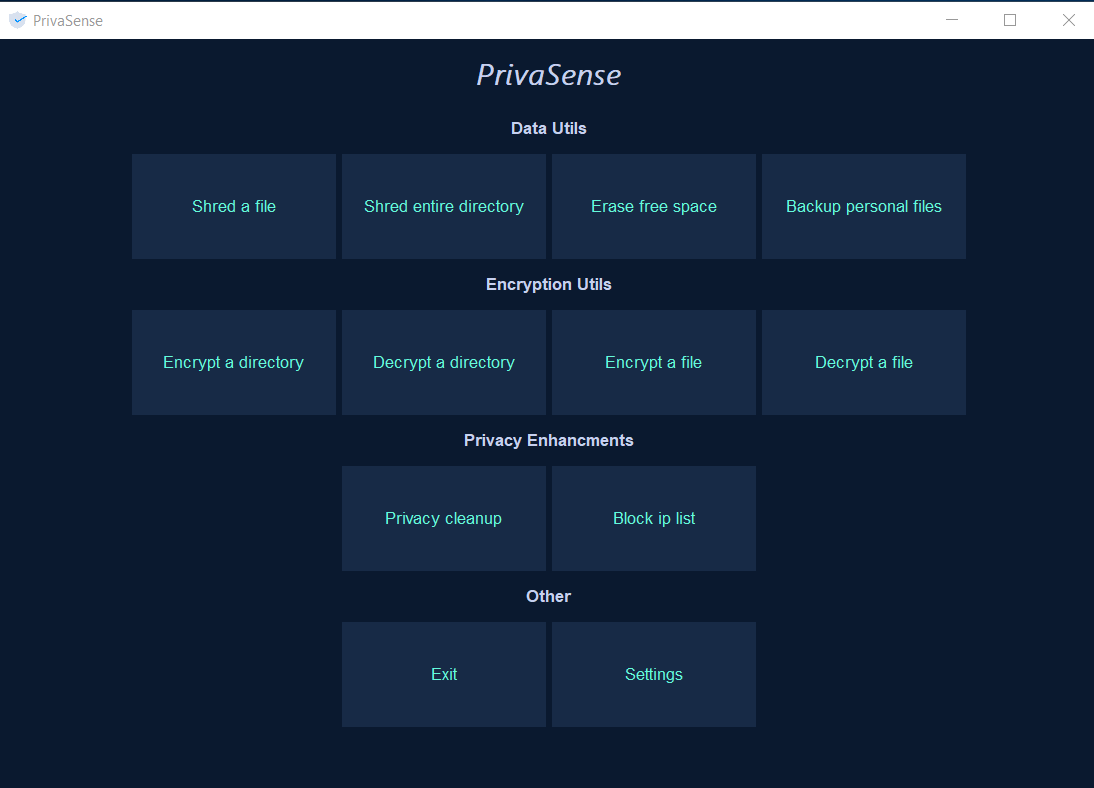 PrivaSense
PrivaSense
Data Utils
Shred a file
Shred entire directory
Erase free space
Backup personal files
Encryption Utils
Encrypt a directory
Decrypt a directory
Encrypt a file
Decrypt a file
Privacy Enhancments
Privacy cleanup
Block ip list
Other
Exit
Settings